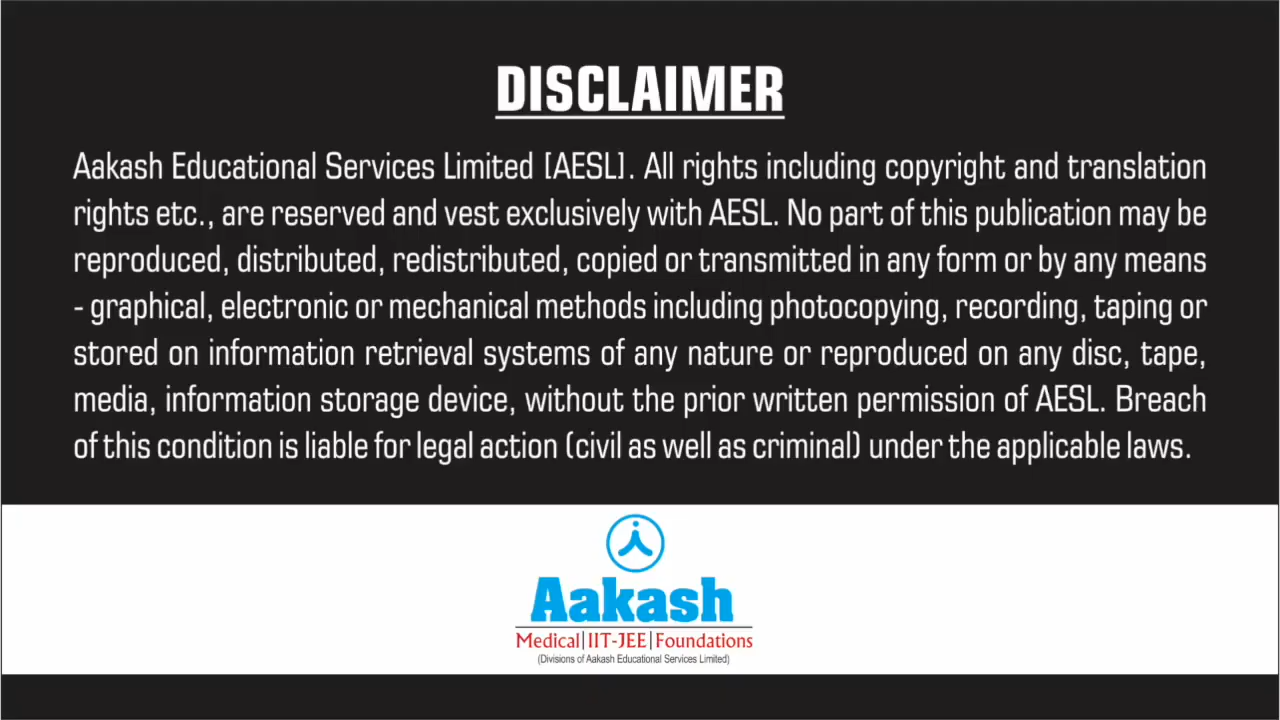 DISCLAIMER
Aakash Educational Services Limited [AESL]. All rights including copyright and translation
rights etc., are reserved and vest exclusively with AESL. No part of this publication may be
reproduced, distributed, redistributed, copied or transmitted in any form or by any means
- graphical, electronic or mechanical methods including photocopying, recording, taping or
stored on information retrieval systems of any nature or reproduced on any disc, tape,
media, information storage device, without the prior written permission of AESL. Breach
of this condition is liable for legal action (civil as well as criminal) under the applicable laws.
Aakash
Medical|IIT-JEE|Foundations
(Divisions of Aakash Educational Services Limited)